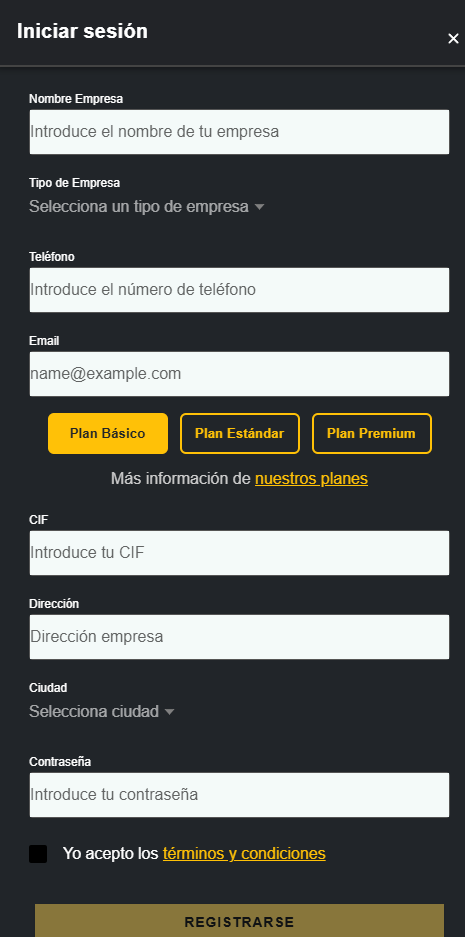 Iniciar sesión
×
Nombre Empresa
Introduce el nombre de tu empresa
Tipo de Empresa
Selecciona un tipo de empresa
Teléfono
Introduce el número de teléfono
Email
name@example.com
Plan Básico Plan Estándar Plan Premium
Más información de nuestros planes
CIF
Introduce tu CIF
Dirección
Dirección empresa
Ciudad
Selecciona ciudad
Contraseña
Introduce tu contraseña
Yo acepto los términos y condiciones
REGISTRARSE